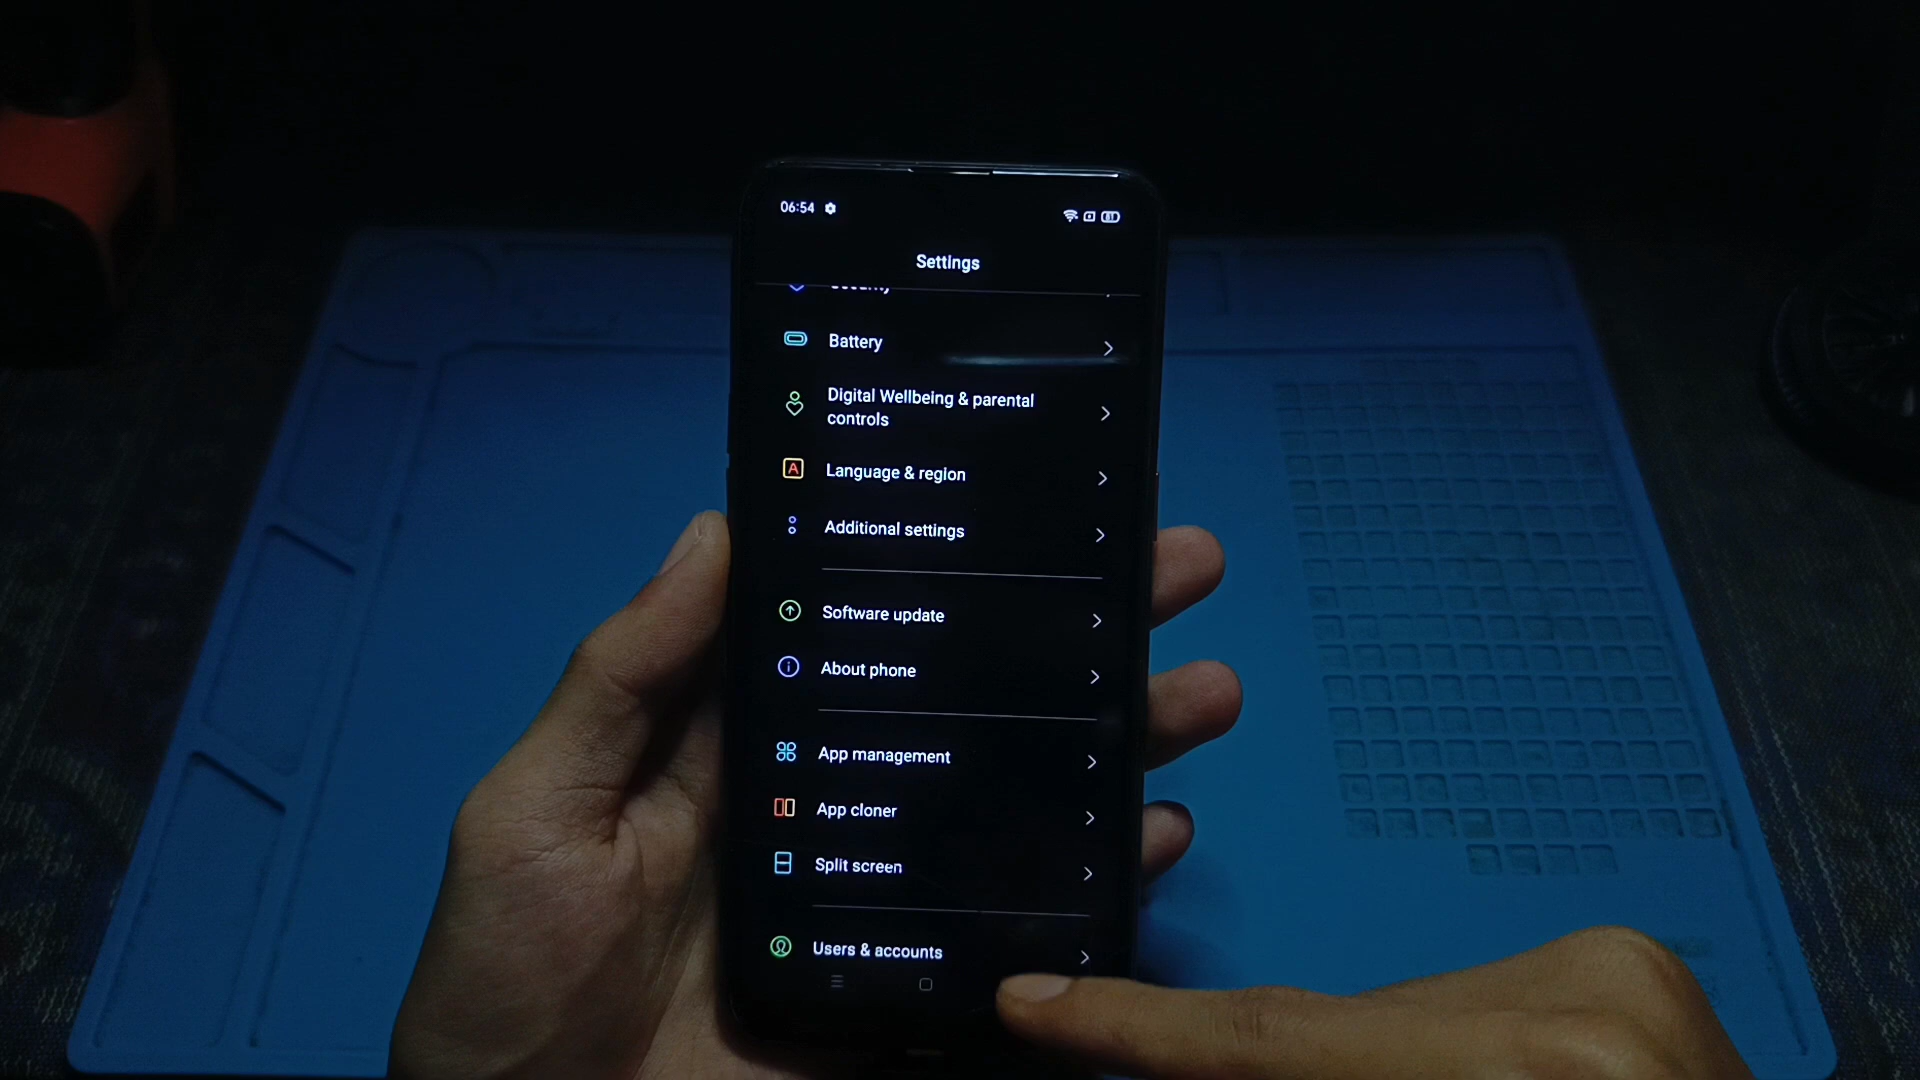 06:54
Settings
Security
Battery
Digital Wellbeing & parental
controls
A
Language & region
Additional settings
Software update
About phone
App management
App cloner
Split screen
Users & accounts